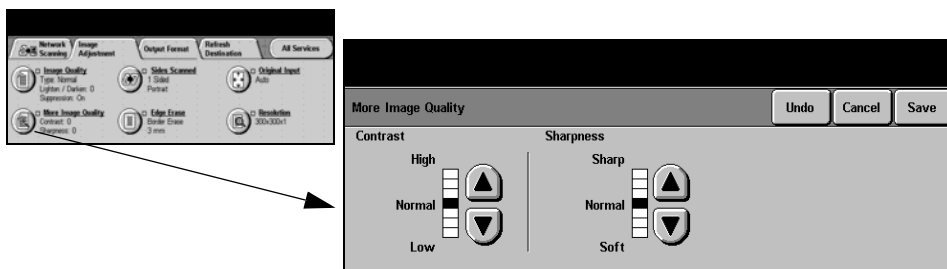 Network Scanning
Image Adjustment
Output Format
Refresh Destination
All Services
Image Quality
Type: Normal
Lighten / Darken: 0
Suppression: On
Sides Scanned
1 Sided
Portrait
Original Input
Auto
More Image Quality
Contrast: 0
Sharpness: 0
Edge Erase
Border Erase
3 mm
Resolution
300x300x1
More Image Quality
Undo
Cancel
Save
Contrast
Sharpness
High
Sharp
Normal
Normal
Low
Soft